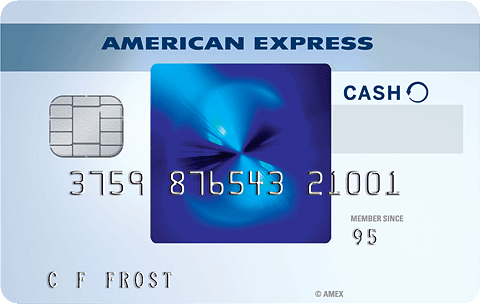 AMERICAN EXPRESS
CASH
3759 876543 21001
MEMBER SINCE
95
C F FROST
© AMEX